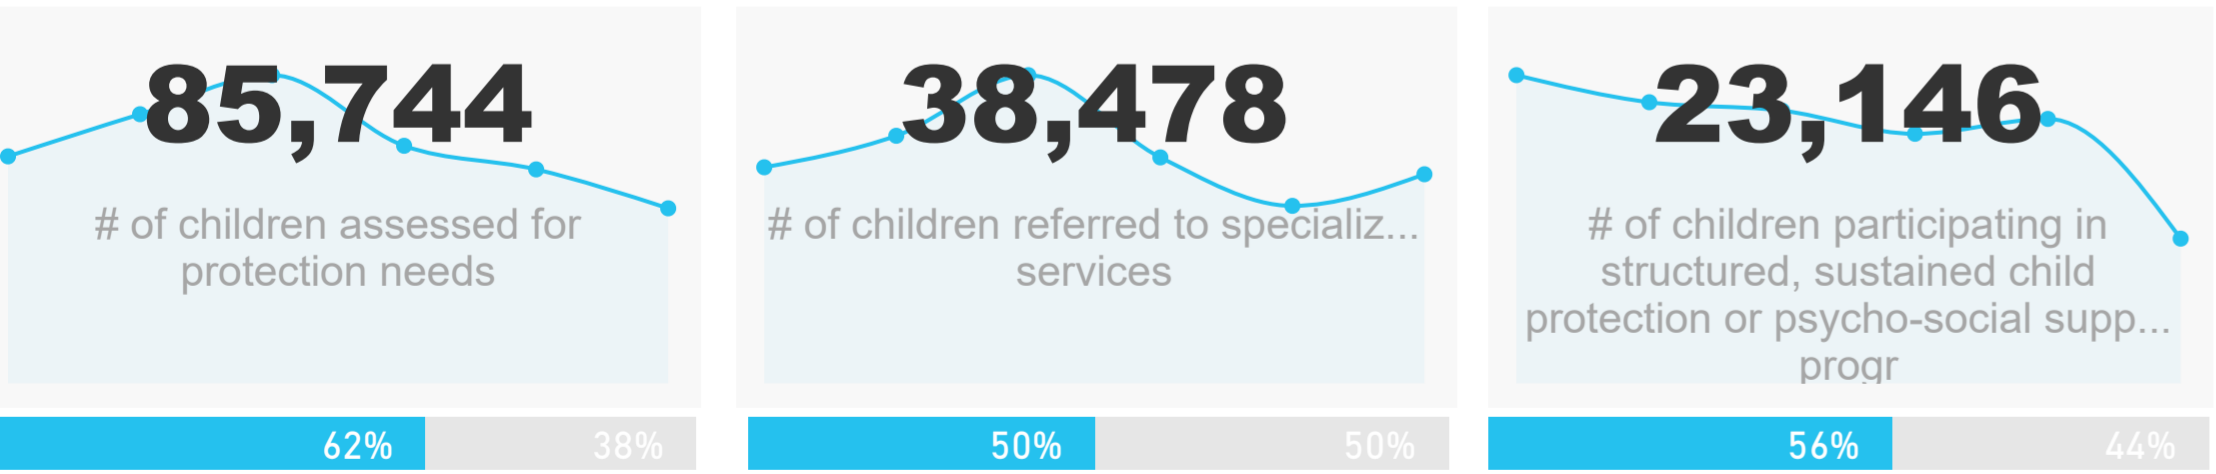 85,744
# of children assessed for
protection needs
62%
38%
38,478
# of children referred to specializ...
services
50%
50%
23,146
# of children participating in
structured, sustained child
protection or psycho-social supp...
progr
56%
44%